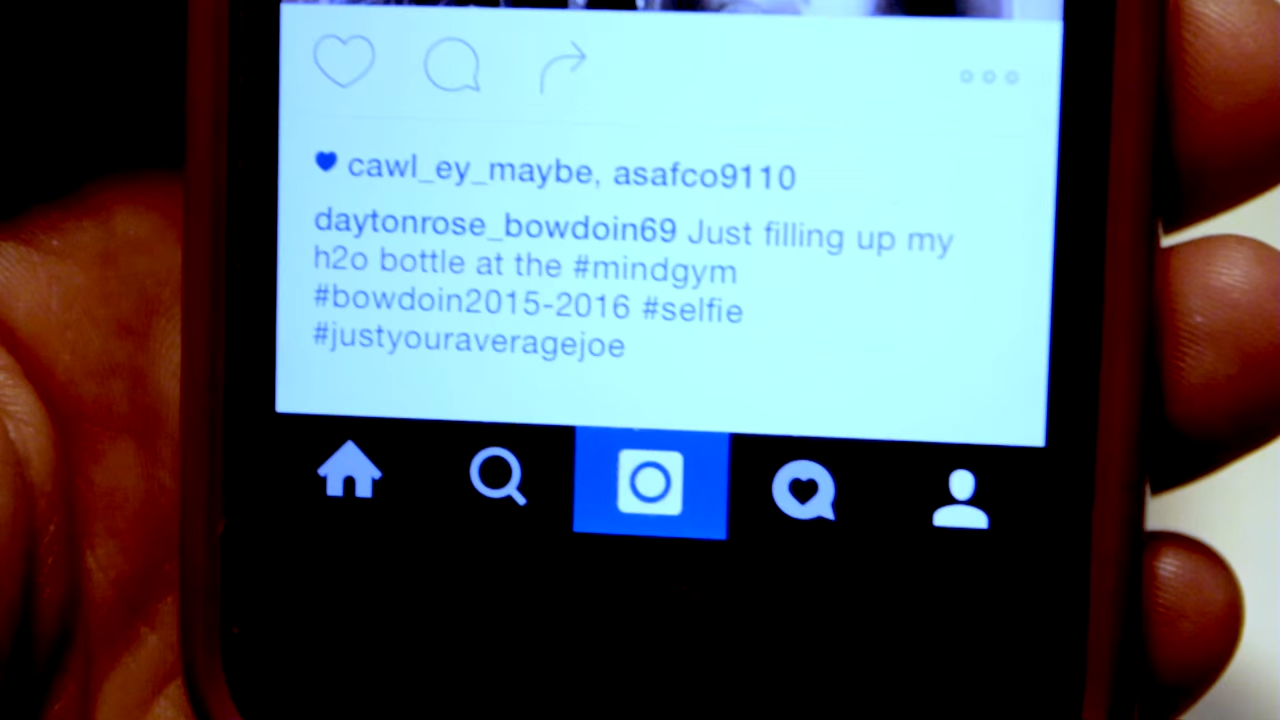 cawl_ey_maybe, asafco9110
daytonrose_bowdoin69 Just filling up my
h2o bottle at the #mindgym
#bowdoin2015-2016 #selfie
#justyouraveragejoe